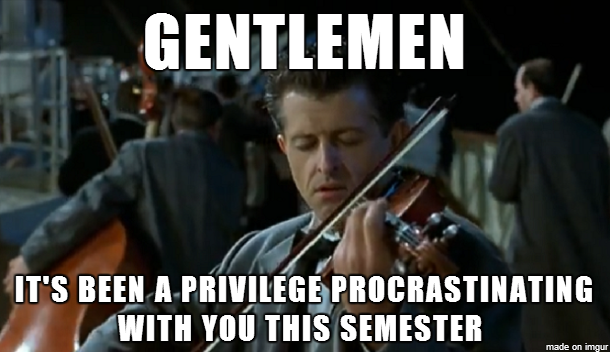 GENTLEMEN
IT'S BEEN A PRIVILEGE PROCRASTINATING
WITH YOU THIS SEMESTER
made on imgur